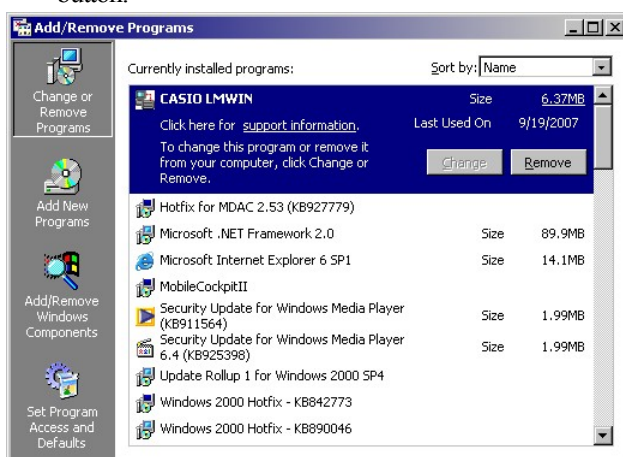 button.
Add/Remove Programs
Change or
Remove
Programs
Add New
Programs
Add/Remove
Windows
Components
Set Program
Access and
Defaults
Currently installed programs: Sort by: Name
CASIO LMWIN Size 6.37MB
Click here for support information. Last Used On 9/19/2007
To change this program or remove it
from your computer, click Change or
Remove.
Change Remove
Hotfix for MDAC 2.53 (KB927779)
Microsoft .NET Framework 2.0 Size 89.9MB
Microsoft Internet Explorer 6 SP1 Size 14.1MB
MobileCockpitII
Security Update for Windows Media Player
(KB911564) Size 1.99MB
Security Update for Windows Media Player
6.4 (KB925398) Size 1.99MB
Update Rollup 1 for Windows 2000 SP4
Windows 2000 Hotfix - KB842773
Windows 2000 Hotfix - KB890046